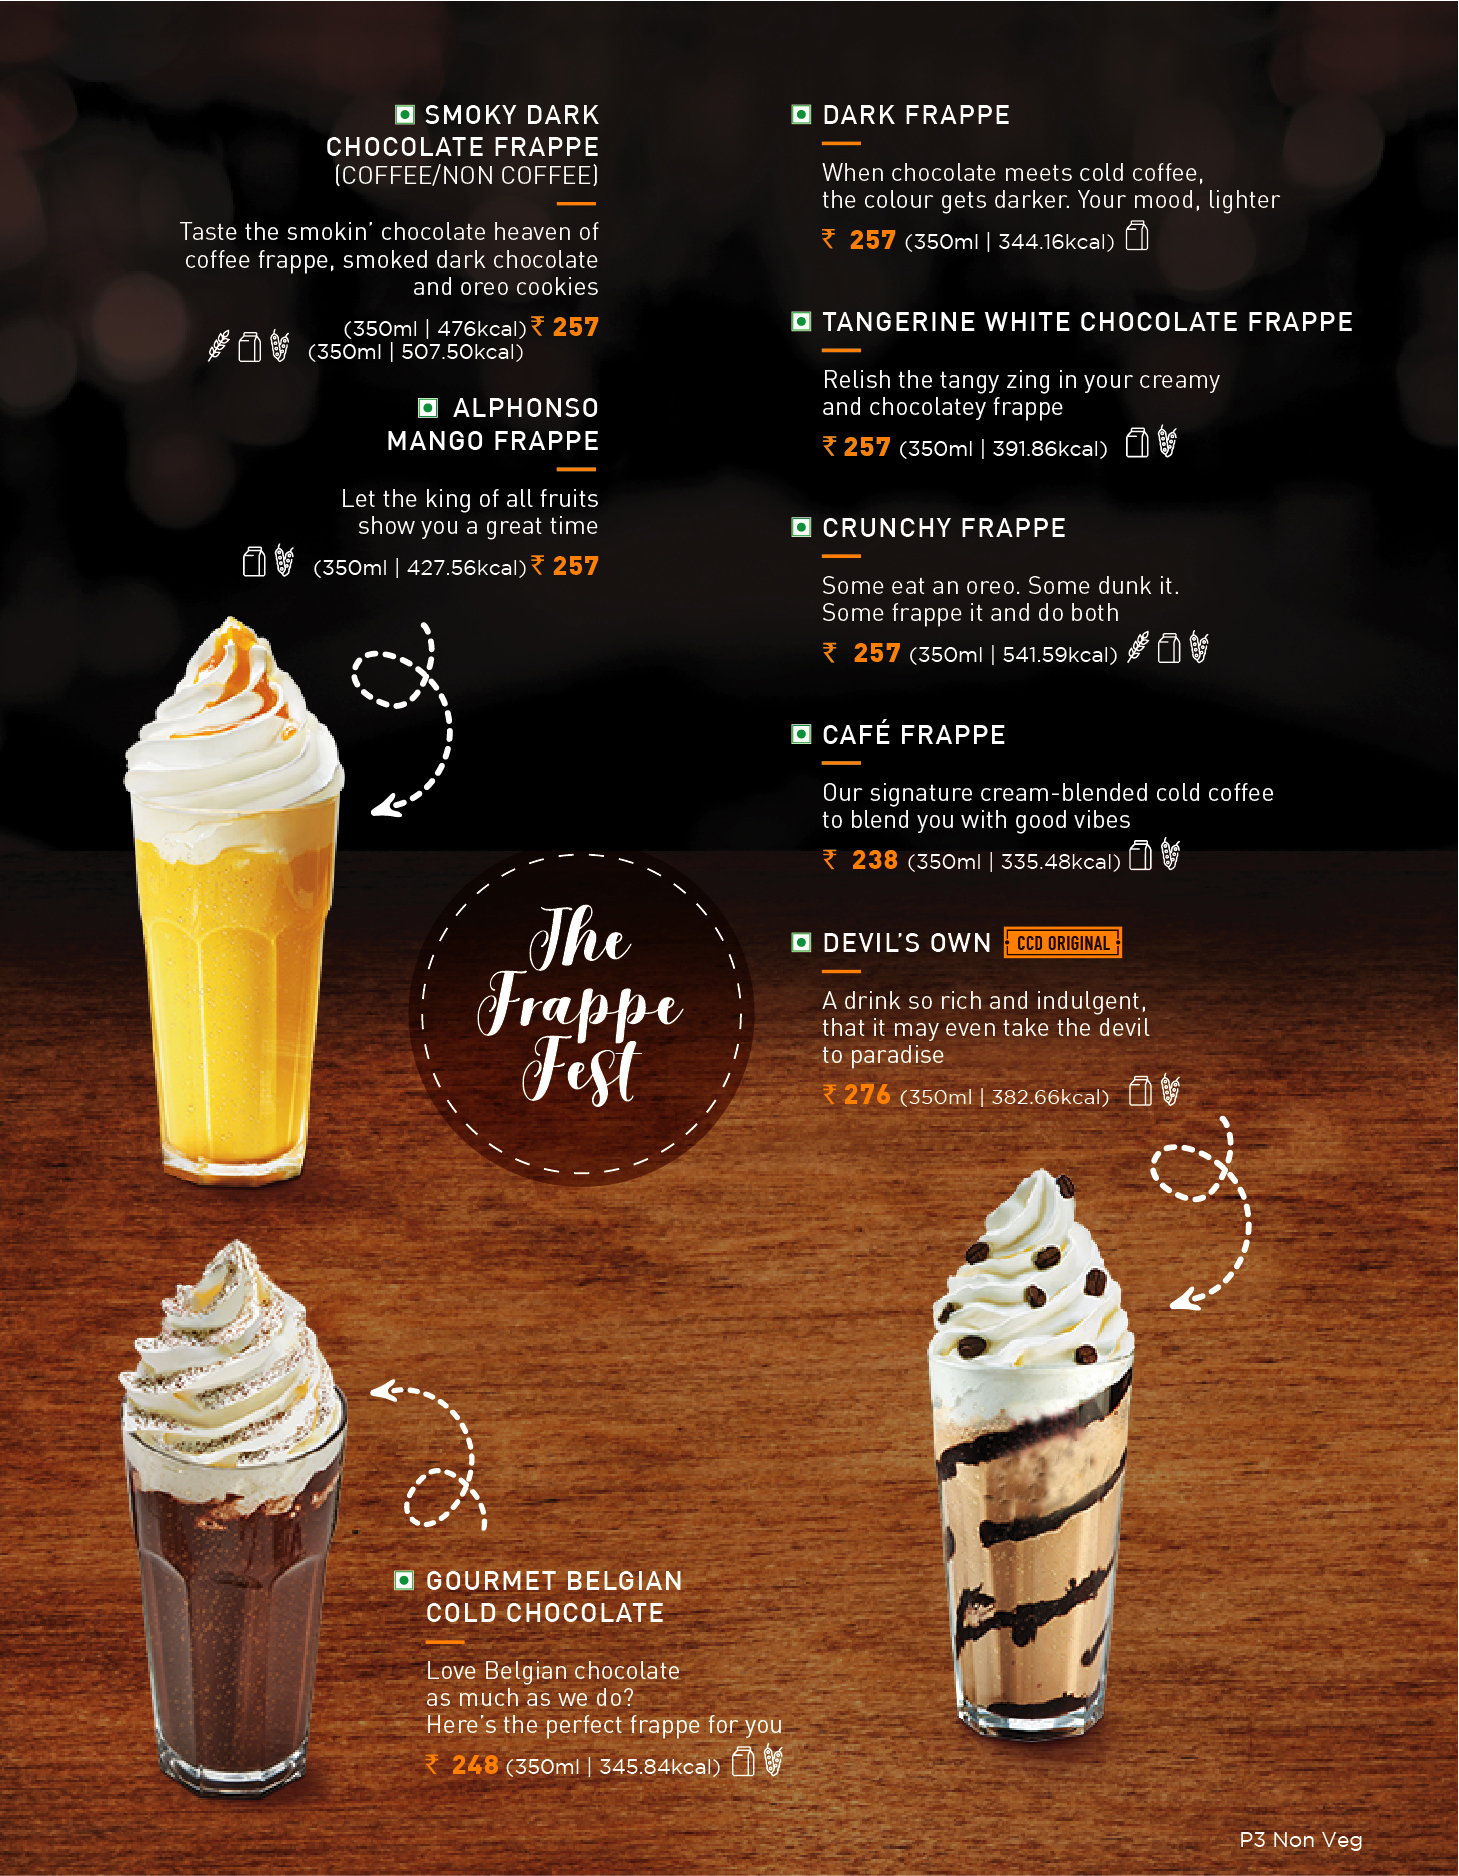 SMOKY DARK
CHOCOLATE FRAPPE
(COFFEE/NON COFFEE)
Taste the smokin’ chocolate heaven of
coffee frappe, smoked dark chocolate
and oreo cookies
(350ml | 476kcal) ₹ 257
(350ml | 507.50kcal)
ALPHONSO
MANGO FRAPPE
Let the king of all fruits
show you a great time
(350ml | 427.56kcal) ₹ 257
DARK FRAPPE
When chocolate meets cold coffee,
the colour gets darker. Your mood, lighter
₹ 257 (350ml | 344.16kcal)
TANGERINE WHITE CHOCOLATE FRAPPE
Relish the tangy zing in your creamy
and chocolatey frappe
₹ 257 (350ml | 391.86kcal)
CRUNCHY FRAPPE
Some eat an oreo. Some dunk it.
Some frappe it and do both
₹ 257 (350ml | 541.59kcal)
CAFÉ FRAPPE
Our signature cream-blended cold coffee
to blend you with good vibes
₹ 238 (350ml | 335.48kcal)
DEVIL’S OWN CCD ORIGINAL
A drink so rich and indulgent,
that it may even take the devil
to paradise
₹ 276 (350ml | 382.66kcal)
The
Frappe
Fest
GOURMET BELGIAN
COLD CHOCOLATE
Love Belgian chocolate
as much as we do?
Here’s the perfect frappe for you
₹ 248 (350ml | 345.84kcal)
P3 Non Veg